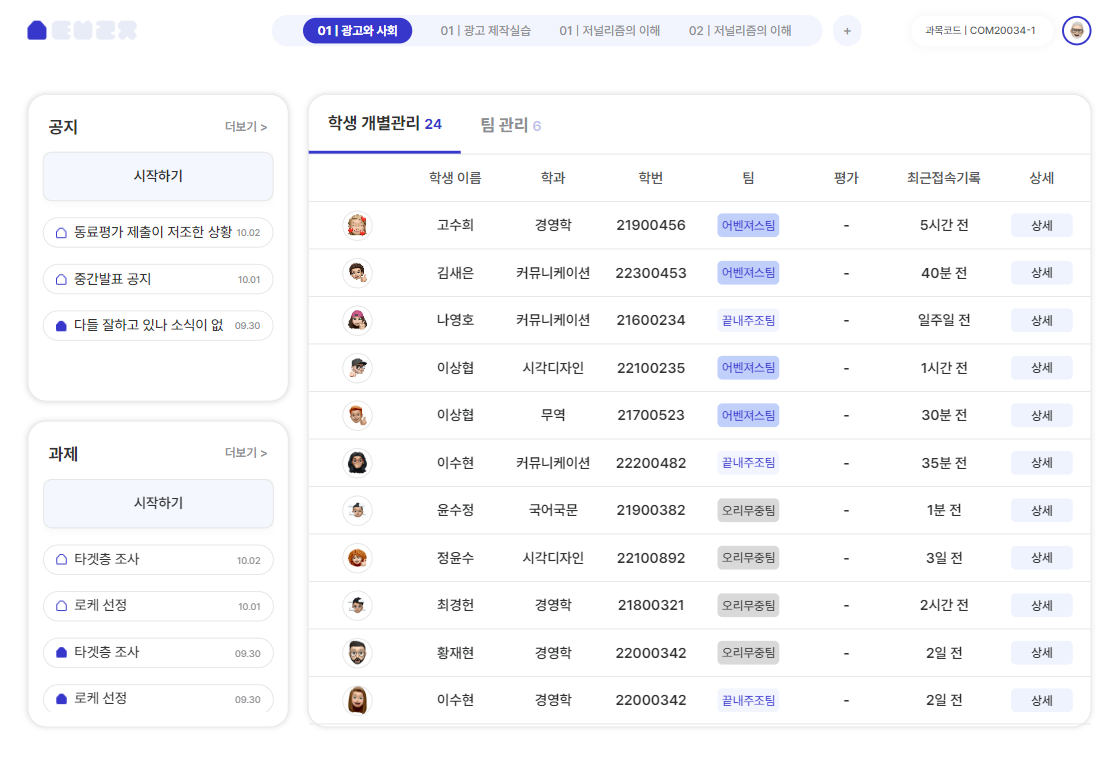 01 | 광고와 사회 01 | 광고 제작실습 01 | 저널리즘의 이해 02 | 저널리즘의 이해 + 과목코드 | COM20034-1
공지 더보기 >
시작하기
동료평가 제출이 저조한 상황 10.02
중간발표 공지 10.01
다들 잘하고 있나 소식이 없 09.30
과제 더보기 >
시작하기
타겟층 조사 10.02
로케 선정 10.01
타겟층 조사 09.30
로케 선정 09.30
학생 개별관리 24 팀 관리 6
학생 이름 학과 학번 팀 평가 최근접속기록 상세
고수희 경영학 21900456 어벤져스팀 - 5시간 전 상세
김새은 커뮤니케이션 22300453 어벤져스팀 - 40분 전 상세
나영호 커뮤니케이션 21600234 끝내주조팀 - 일주일 전 상세
이상협 시각디자인 22100235 어벤져스팀 - 1시간 전 상세
이상협 무역 21700523 어벤져스팀 - 30분 전 상세
이수현 커뮤니케이션 22200482 끝내주조팀 - 35분 전 상세
윤수정 국어국문 21900382 오리무중팀 - 1분 전 상세
정윤수 시각디자인 22100892 오리무중팀 - 3일 전 상세
최경헌 경영학 21800321 오리무중팀 - 2시간 전 상세
황재현 경영학 22000342 오리무중팀 - 2일 전 상세
이수현 경영학 22000342 끝내주조팀 - 2일 전 상세